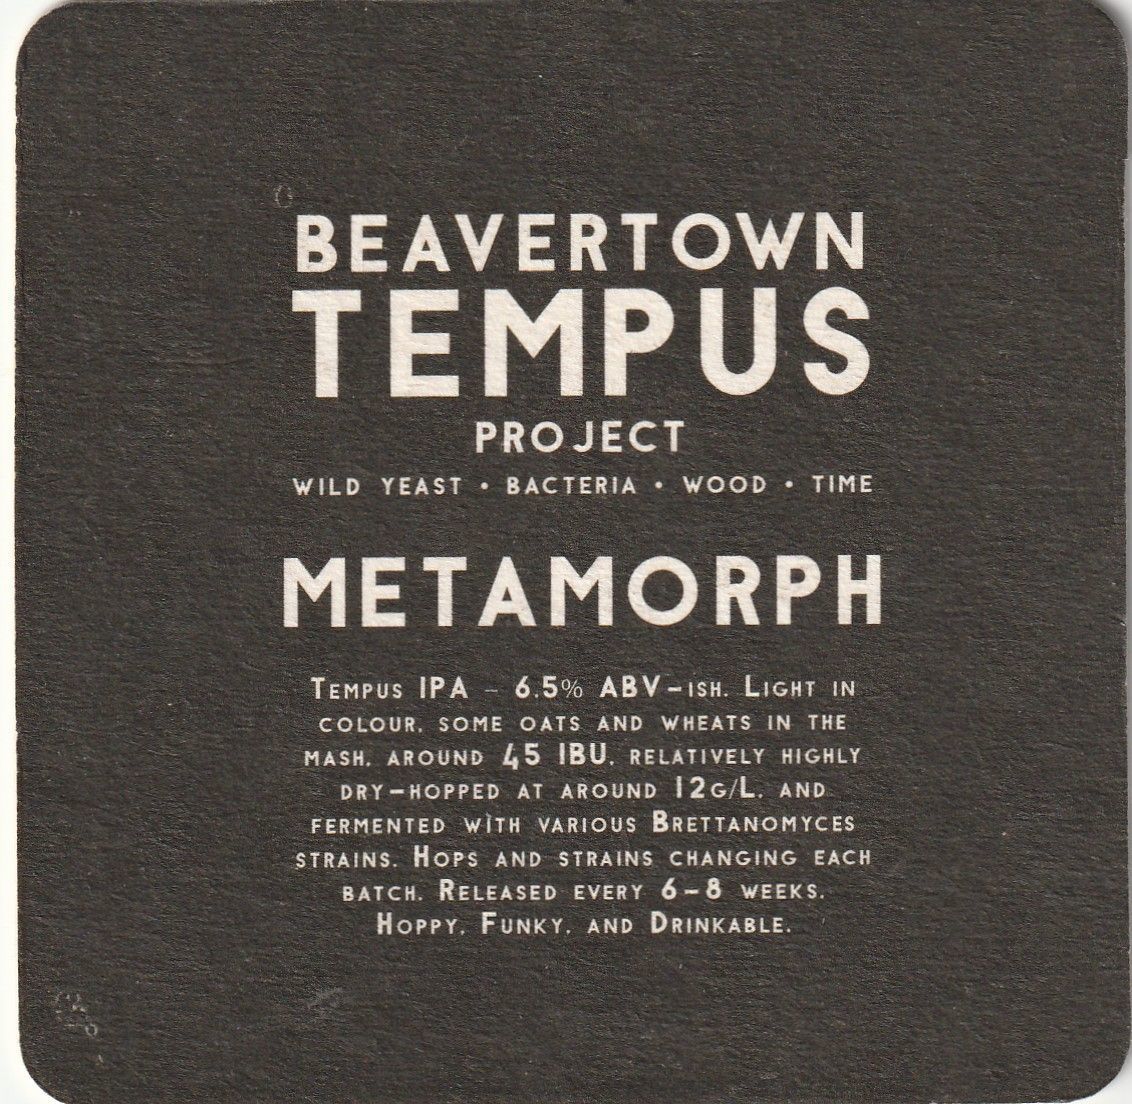 BEAVERTOWN
TEMPUS
PROJECT
WILD YEAST • BACTERIA • WOOD • TIME
METAMORPH
TEMPUS IPA – 6.5% ABV-ISH. LIGHT IN
COLOUR, SOME OATS AND WHEATS IN THE
MASH, AROUND 45 IBU, RELATIVELY HIGHLY
DRY-HOPPED AT AROUND 12G/L, AND
FERMENTED WITH VARIOUS BRETTANOMYCES
STRAINS. HOPS AND STRAINS CHANGING EACH
BATCH. RELEASED EVERY 6-8 WEEKS.
HOPPY, FUNKY, AND DRINKABLE.